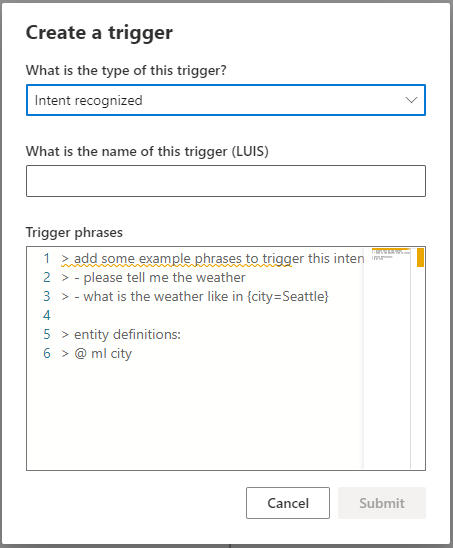 Create a trigger
What is the type of this trigger?
Intent recognized
What is the name of this trigger (LUIS)
Trigger phrases
1 > add some example phrases to trigger this inten
2 > - please tell me the weather
3 > - what is the weather like in {city=Seattle}
4
5 > entity definitions:
6 > @ ml city
Cancel Submit